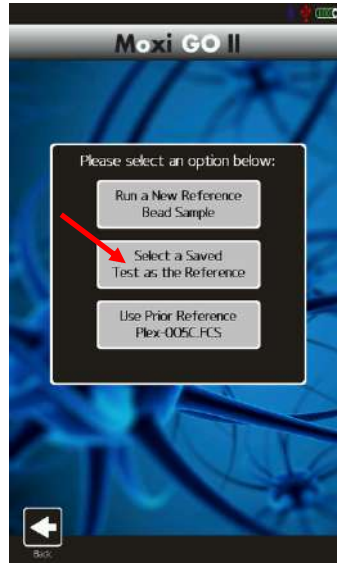 Moxi GO II
Please select an option below:
Run a New Reference
Bead Sample
Select a Saved
Test as the Reference
Use Prior Reference
Plex-005C.FCS
Back